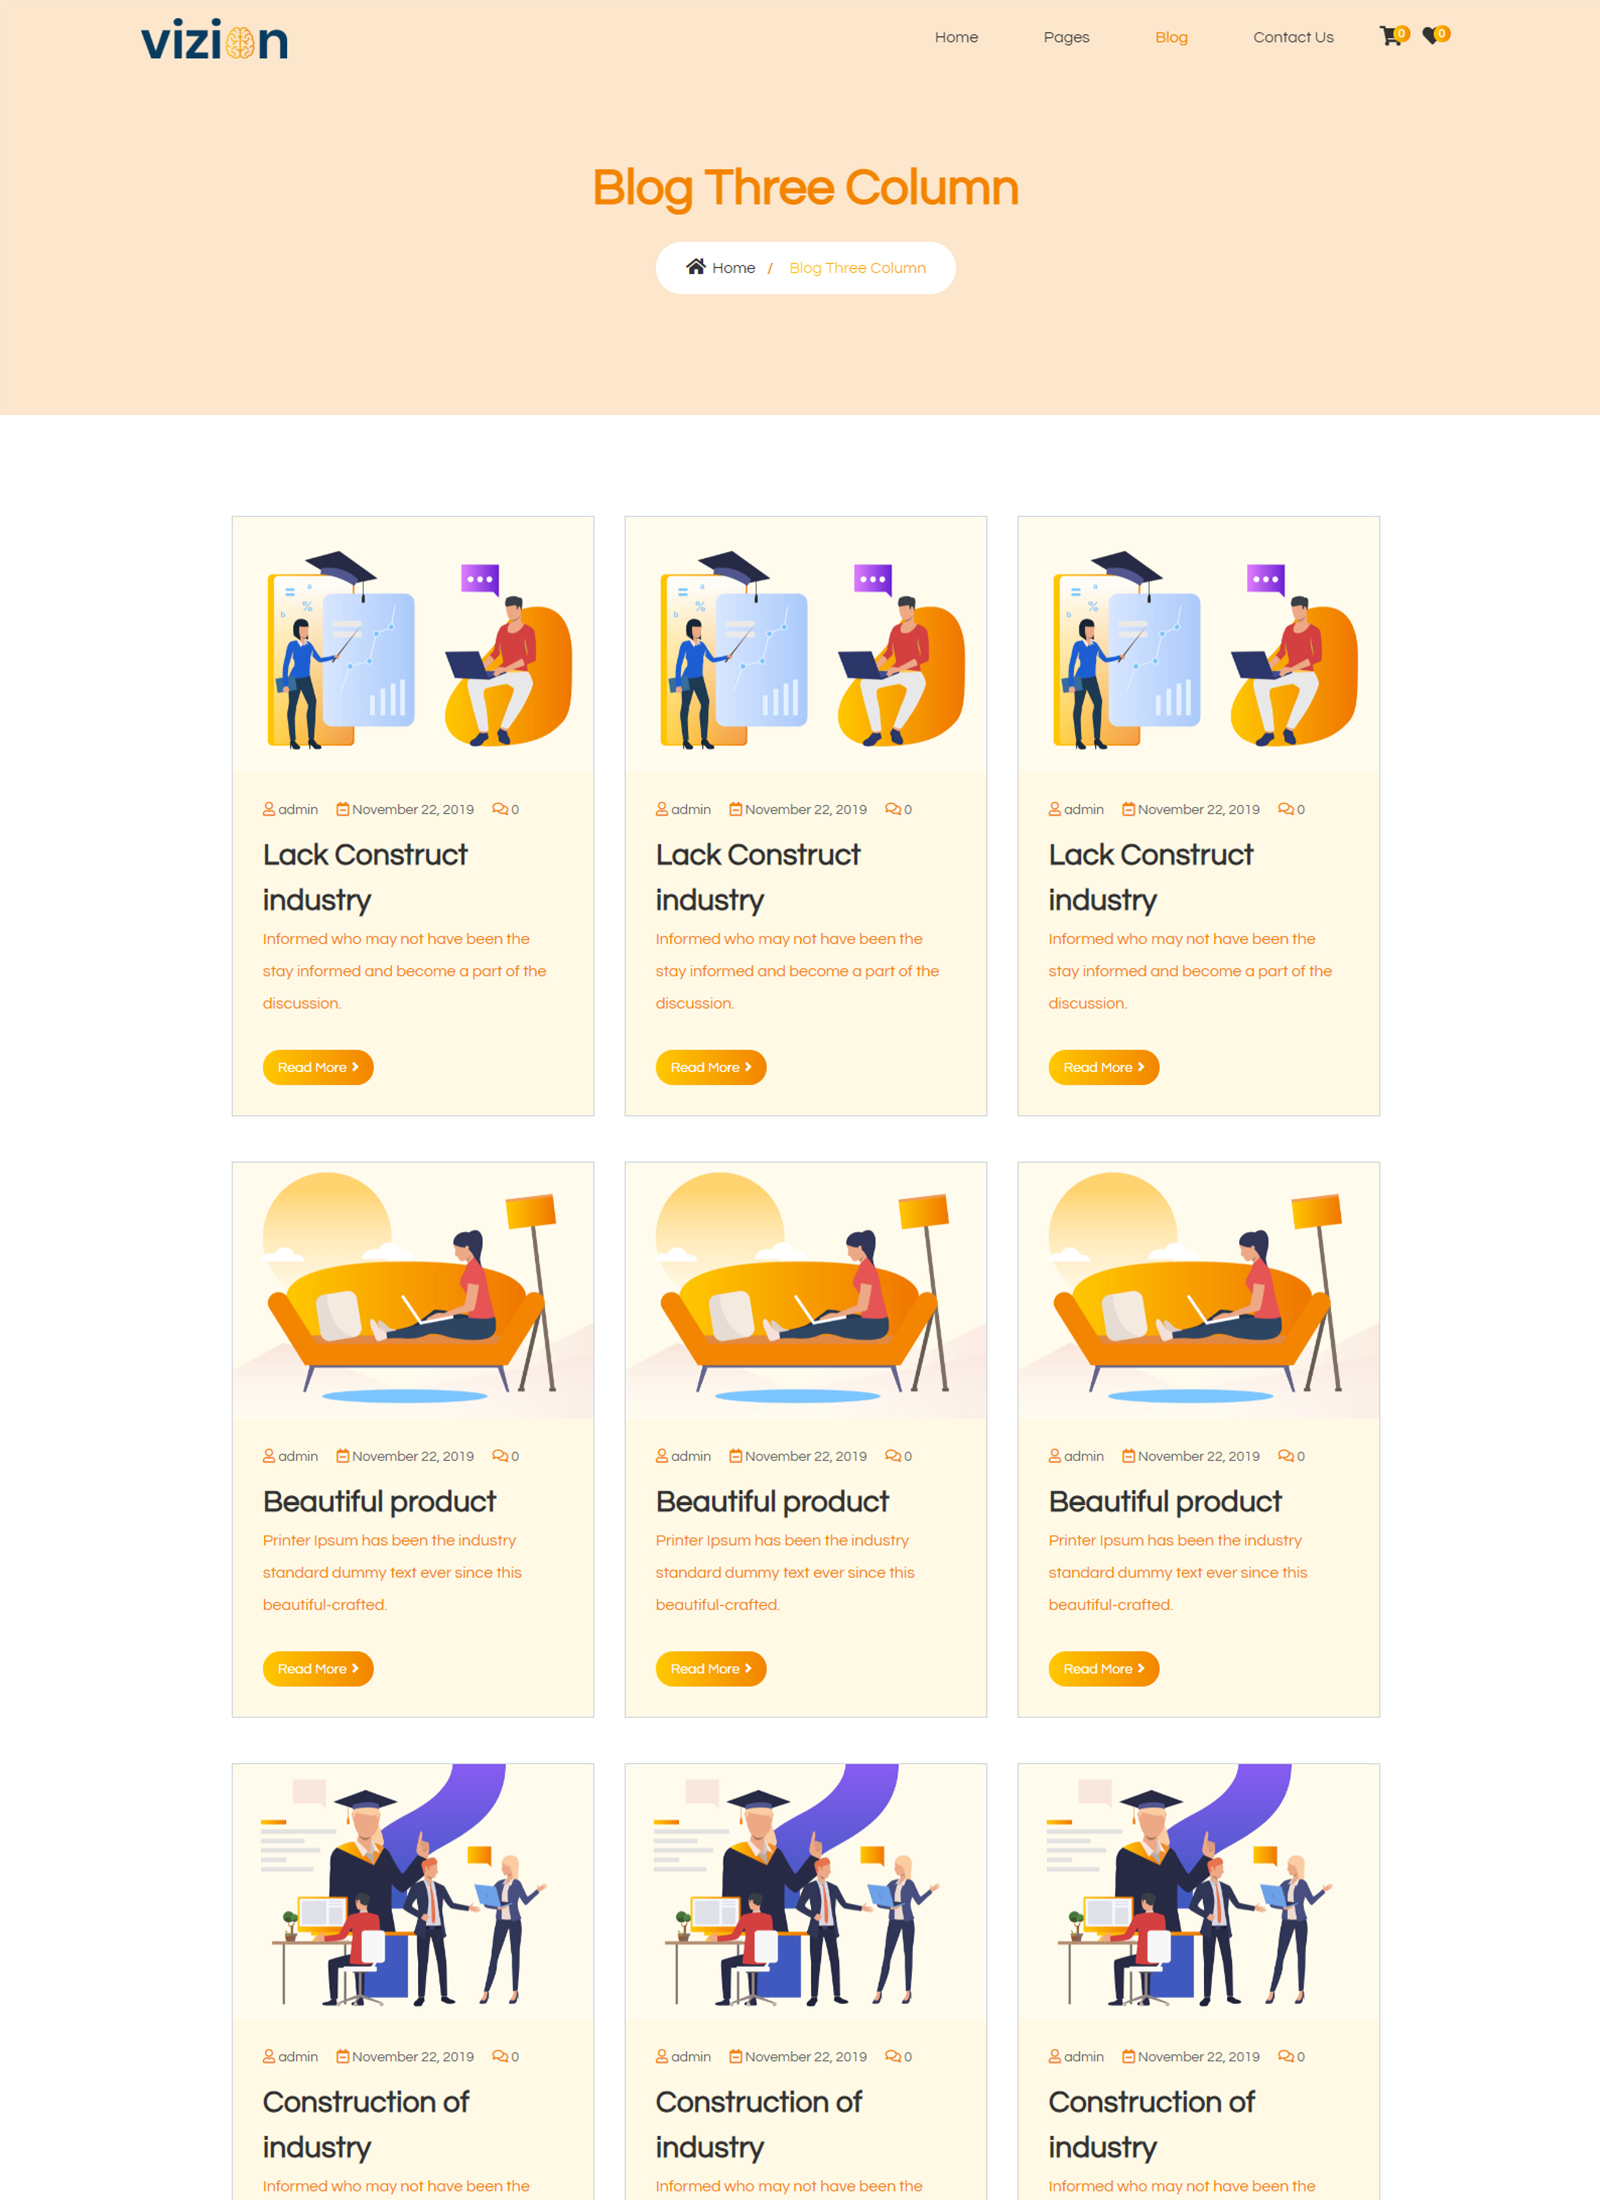 vizion
Home Pages Blog Contact Us 0 0
Blog Three Column
Home / Blog Three Column
= a
%
b
= a
%
b
= a
%
b
admin November 22, 2019 0
Lack Construct
industry
Informed who may not have been the
stay informed and become a part of the
discussion.
Read More
admin November 22, 2019 0
Lack Construct
industry
Informed who may not have been the
stay informed and become a part of the
discussion.
Read More
admin November 22, 2019 0
Lack Construct
industry
Informed who may not have been the
stay informed and become a part of the
discussion.
Read More
admin November 22, 2019 0
Beautiful product
Printer Ipsum has been the industry
standard dummy text ever since this
beautiful-crafted.
Read More
admin November 22, 2019 0
Beautiful product
Printer Ipsum has been the industry
standard dummy text ever since this
beautiful-crafted.
Read More
admin November 22, 2019 0
Beautiful product
Printer Ipsum has been the industry
standard dummy text ever since this
beautiful-crafted.
Read More
admin November 22, 2019 0
Construction of
industry
Informed who may not have been the
admin November 22, 2019 0
Construction of
industry
Informed who may not have been the
admin November 22, 2019 0
Construction of
industry
Informed who may not have been the